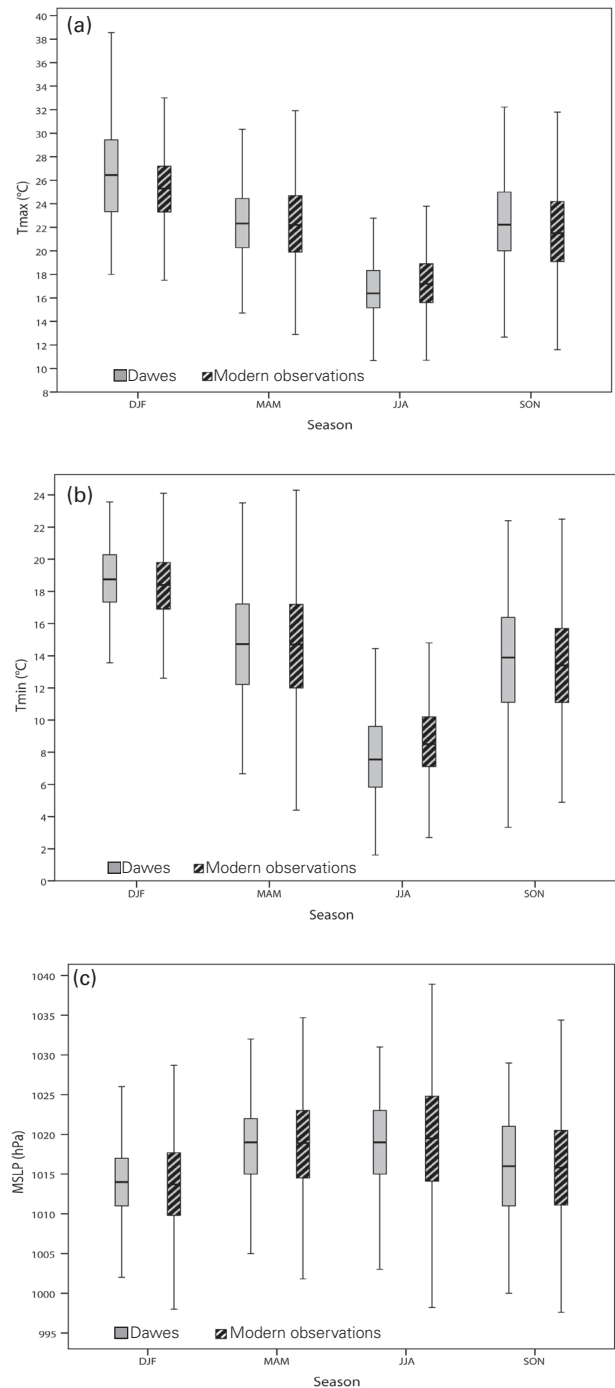 (a)
40
38
36
34
32
30
28
26
24
22
20
18
16
14
12
10
8
Tmax (°C)
Dawes Modern observations
DJF MAM JJA SON
Season
(b)
24
22
20
18
16
14
12
10
8
6
4
2
0
Tmin (°C)
Dawes Modern observations
DJF MAM JJA SON
Season
(c)
1040
1035
1030
1025
1020
1015
1010
1005
1000
995
MSLP (hPa)
Dawes Modern observations
DJF MAM JJA SON
Season